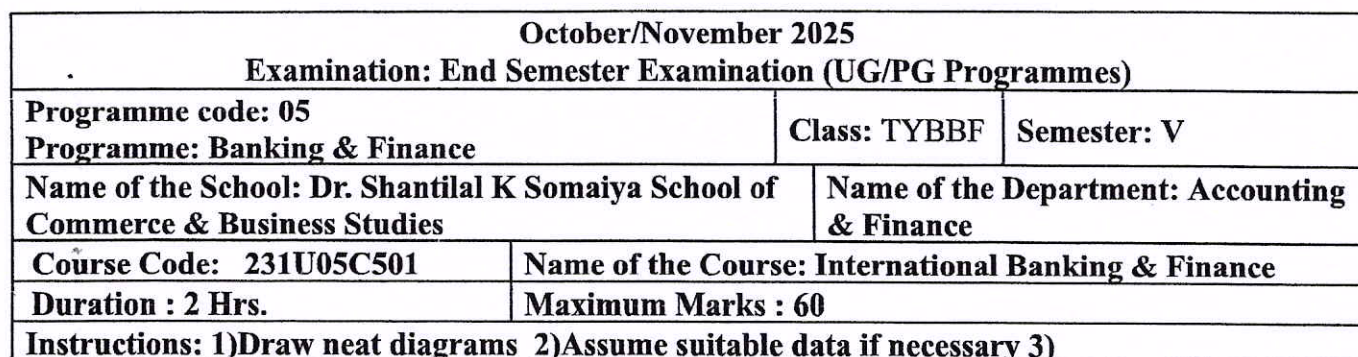 October/November 2025
Examination: End Semester Examination (UG/PG Programmes)
Programme code: 05
Programme: Banking & Finance
Class: TYBBF
Semester: V
Name of the School: Dr. Shantilal K Somaiya School of
Commerce & Business Studies
Name of the Department: Accounting
& Finance
Course Code: 231U05C501
Name of the Course: International Banking & Finance
Duration : 2 Hrs.
Maximum Marks : 60
Instructions: 1)Draw neat diagrams 2)Assume suitable data if necessary 3)